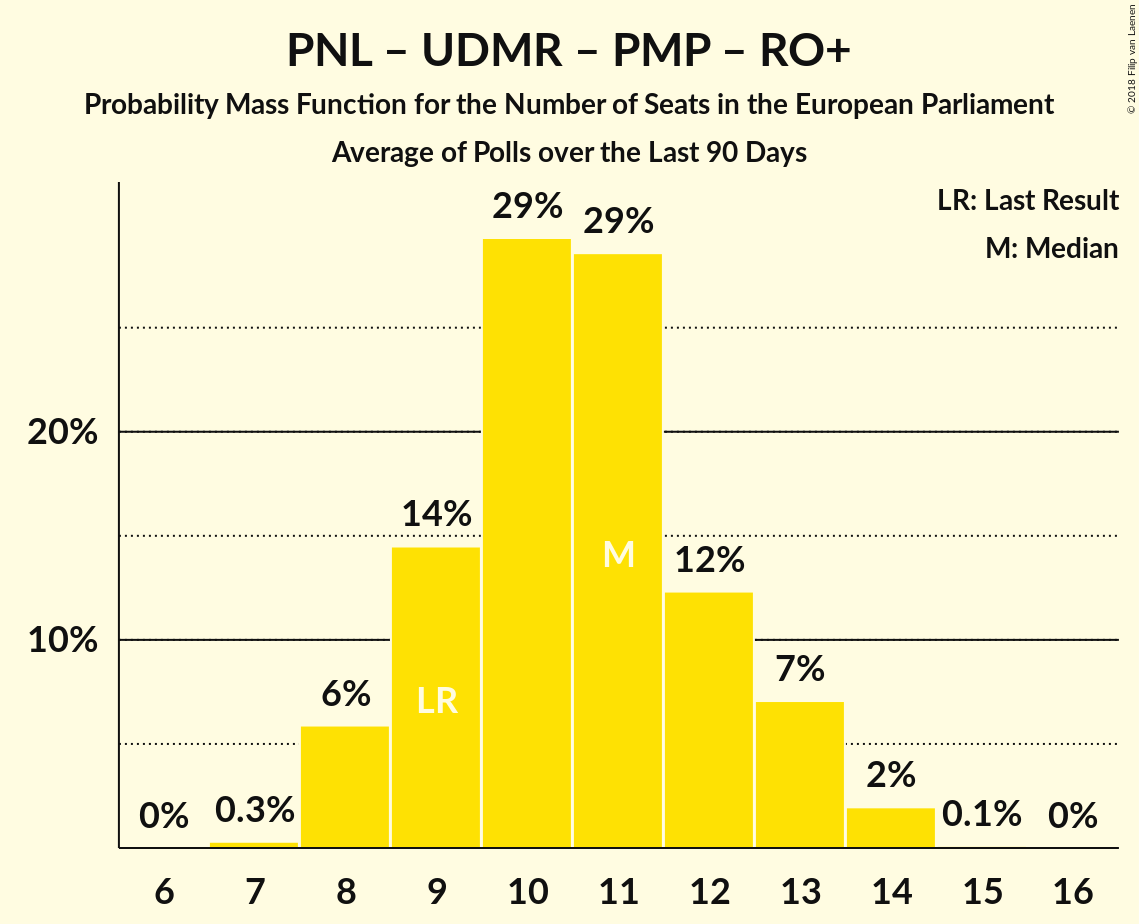 PNL – UDMR – PMP – RO+
Probability Mass Function for the Number of Seats in the European Parliament
Average of Polls over the Last 90 Days
© 2018 Filip van Laenen
LR: Last Result
M: Median
29%
29%
20%
14%
M
12%
10%
7%
6%
LR
2%
0%
0.3%
0.1%
0%
6 7 8 9 10 11 12 13 14 15 16